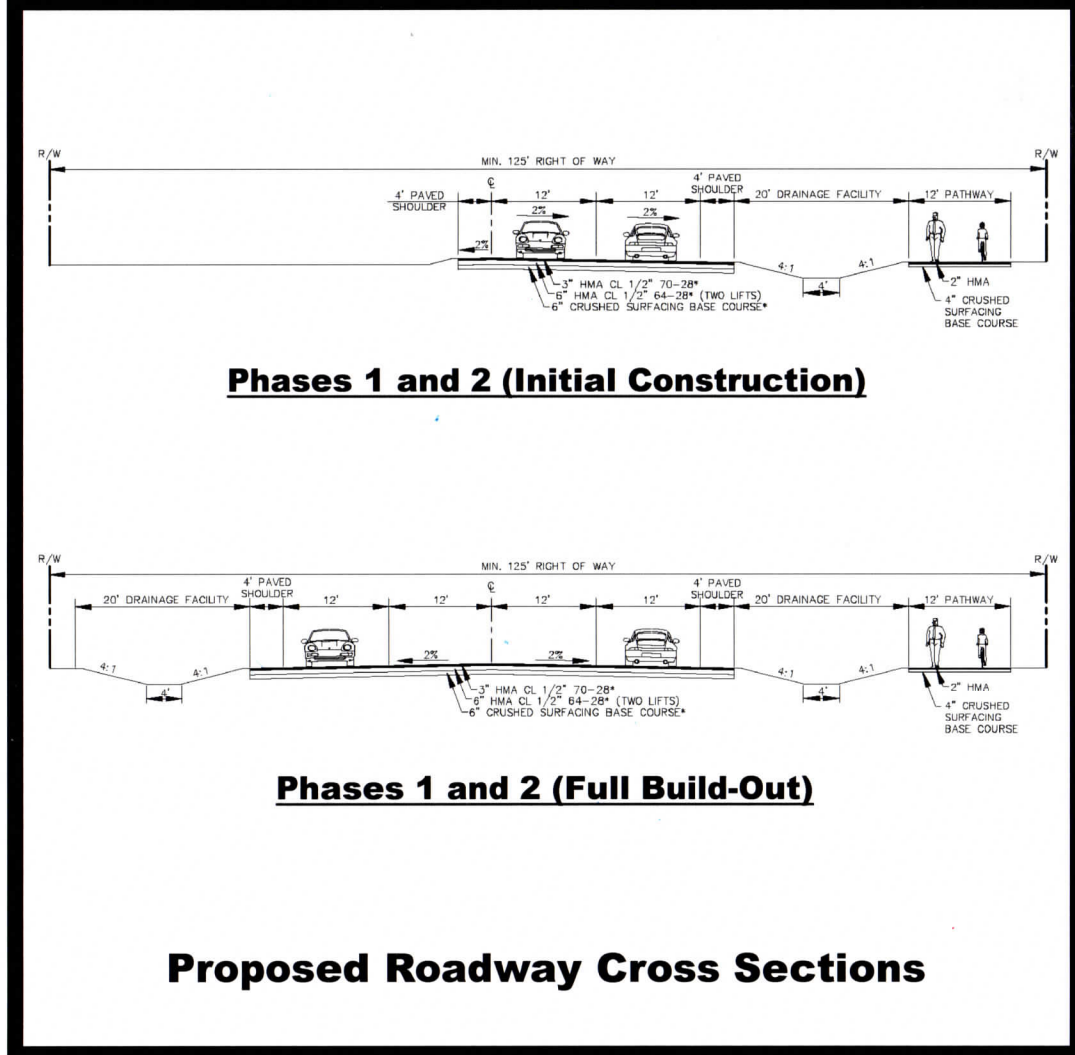 R/W
R/W
MIN. 125' RIGHT OF WAY
4' PAVED
SHOULDER
℄
12'
12'
4' PAVED
SHOULDER
20' DRAINAGE FACILITY
12' PATHWAY
2%
2%
2%
4:1
4:1
4'
3" HMA CL 1/2" 70-28*
6" HMA CL 1/2" 64-28* (TWO LIFTS)
6" CRUSHED SURFACING BASE COURSE*
2" HMA
4" CRUSHED
SURFACING
BASE COURSE
Phases 1 and 2 (Initial Construction)
R/W
R/W
MIN. 125' RIGHT OF WAY
20' DRAINAGE FACILITY
4' PAVED
SHOULDER
12'
12'
℄
12'
12'
4' PAVED
SHOULDER
20' DRAINAGE FACILITY
12' PATHWAY
4:1
4:1
4'
2%
2%
4:1
4:1
4'
3" HMA CL 1/2" 70-28*
6" HMA CL 1/2" 64-28* (TWO LIFTS)
6" CRUSHED SURFACING BASE COURSE*
2" HMA
4" CRUSHED
SURFACING
BASE COURSE
Phases 1 and 2 (Full Build-Out)
Proposed Roadway Cross Sections